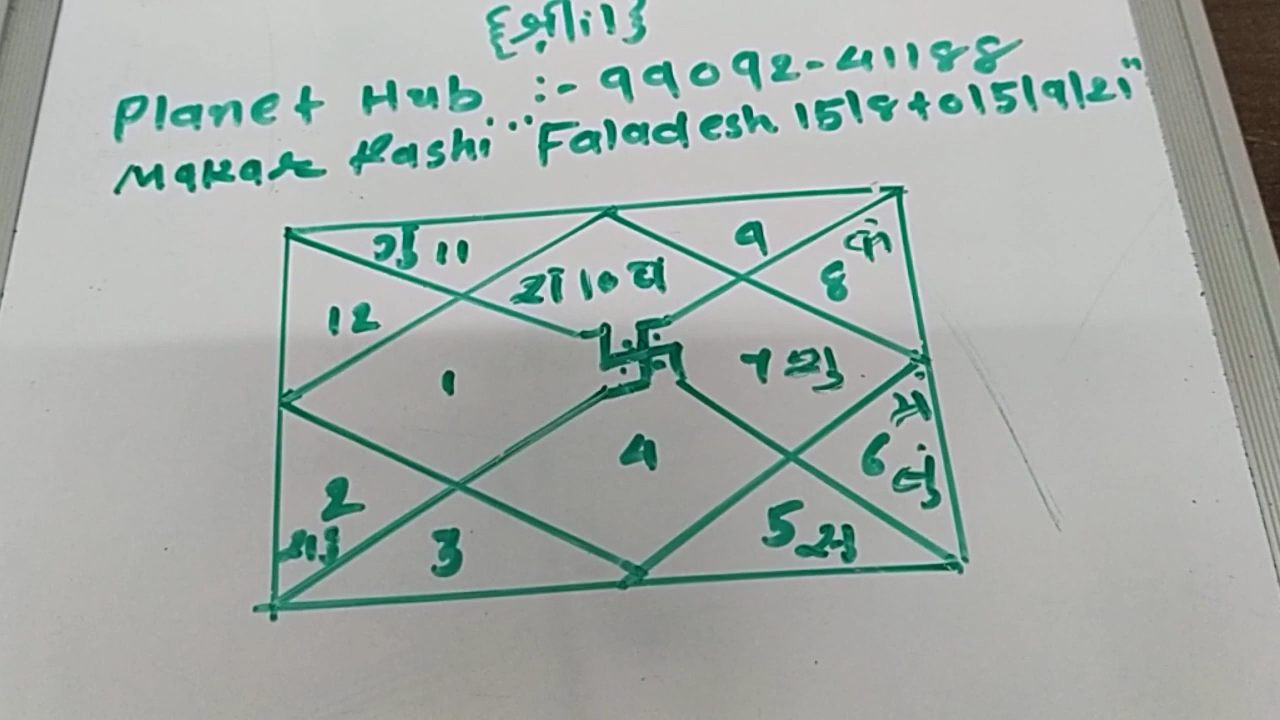 {શ્રી।}
Planet Hub :- 99092-41188
Makar Rashi "Faladesh 15/8 to 15/9/21"
ગુ 11
9
કે
શ 10 ચં
8
12
1
7 શુ
મં
6 બુ
4
2
રાહુ
3
5 સૂ